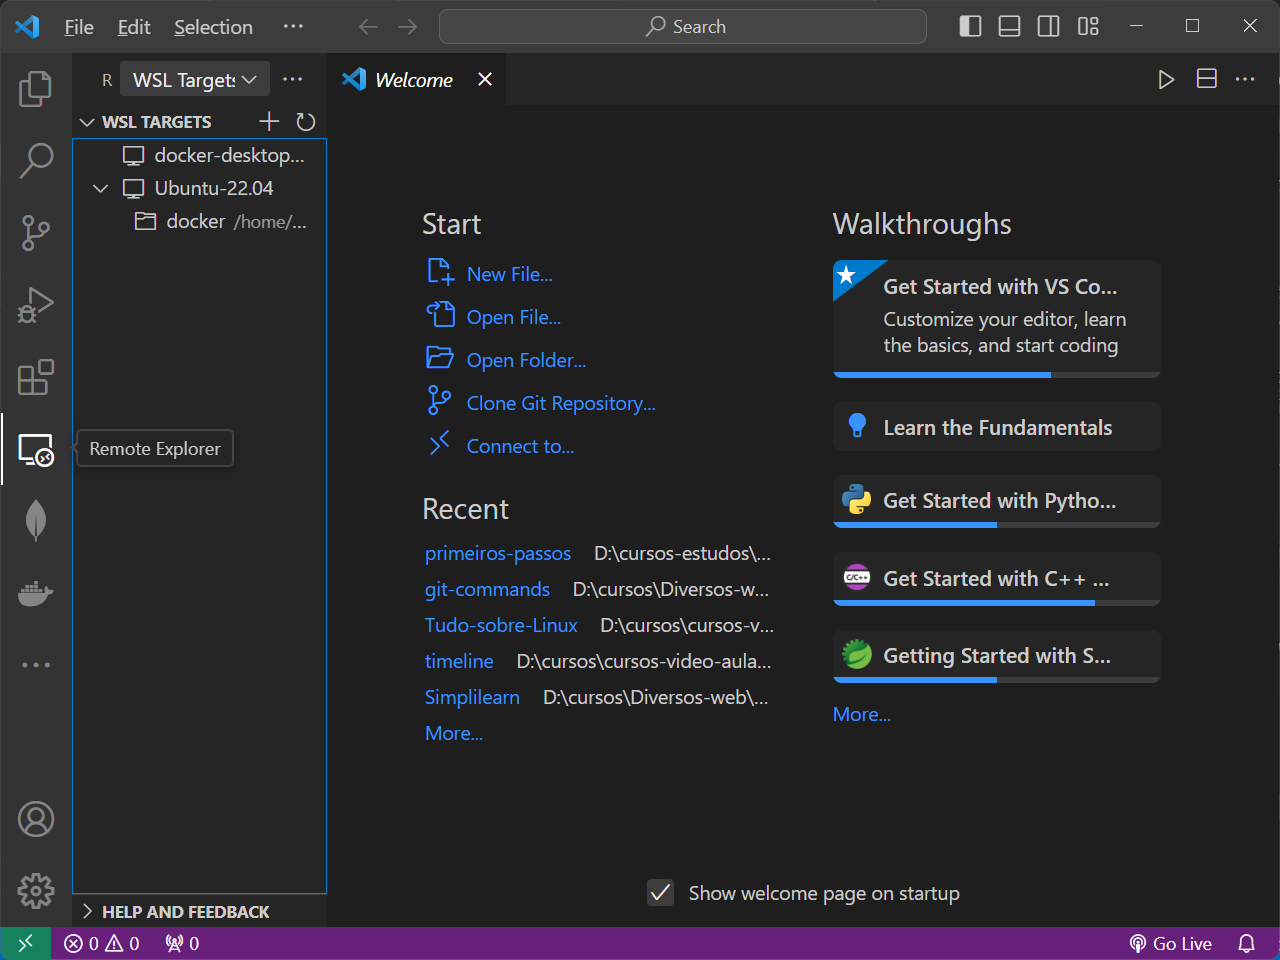 File Edit Selection ···
Search
R WSL Targets ···
Welcome
WSL TARGETS
docker-desktop...
Ubuntu-22.04
docker /home/...
Remote Explorer
Start
New File...
Open File...
Open Folder...
Clone Git Repository...
Connect to...
Recent
primeiros-passos D:\cursos-estudos\...
git-commands D:\cursos\Diversos-w...
Tudo-sobre-Linux D:\cursos\cursos-v...
timeline D:\cursos\cursos-video-aula...
Simplilearn D:\cursos\Diversos-web\...
More...
Walkthroughs
Get Started with VS Co...
Customize your editor, learn
the basics, and start coding
Learn the Fundamentals
Get Started with Pytho...
C/C++
Get Started with C++ ...
Getting Started with S...
More...
Show welcome page on startup
HELP AND FEEDBACK
0 0 0
Go Live